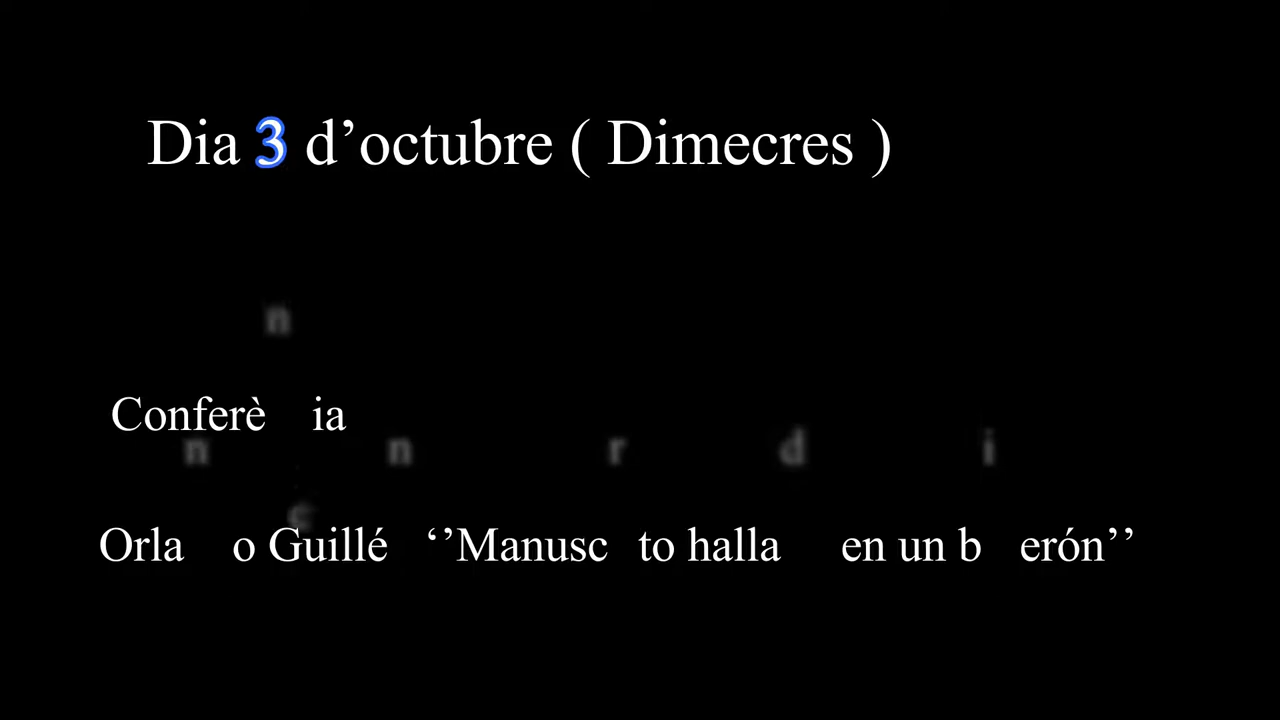 Dia 3 d’octubre ( Dimecres )
n
Conferè ia
n n r d i
c
Orla o Guillé ‘’Manusc to halla en un b erón’’